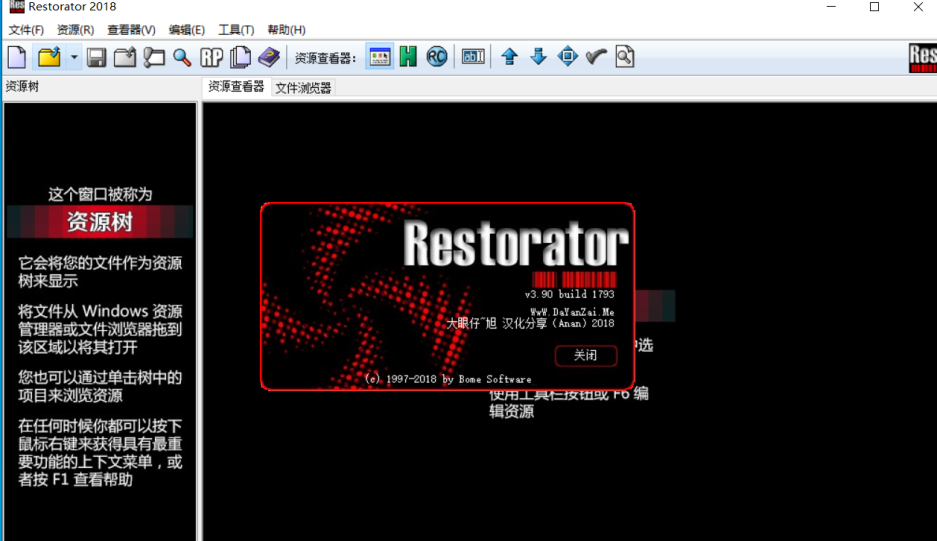 Restorator 2018
文件(F) 资源(R) 查看器(V) 编辑(E) 工具(T) 帮助(H)
RP 资源查看器: H RC ab
Res
资源树
资源查看器 文件浏览器
这个窗口被称为
资源树
它会将您的文件作为资源
树来显示
将文件从 Windows 资源
管理器或文件浏览器拖到
该区域以将其打开
您也可以通过单击树中的
项目来浏览资源
在任何时候你都可以按下
鼠标右键来获得具有最重
要功能的上下文菜单，或
者按 F1 查看帮助
Restorator
v3.90 build 1793
WwW.DaYanZai.Me
大眼仔~旭 汉化分享 (Anan) 2018
关闭
(c) 1997-2018 by Bome Software
选
使用工具栏按钮或 F6 编
辑资源